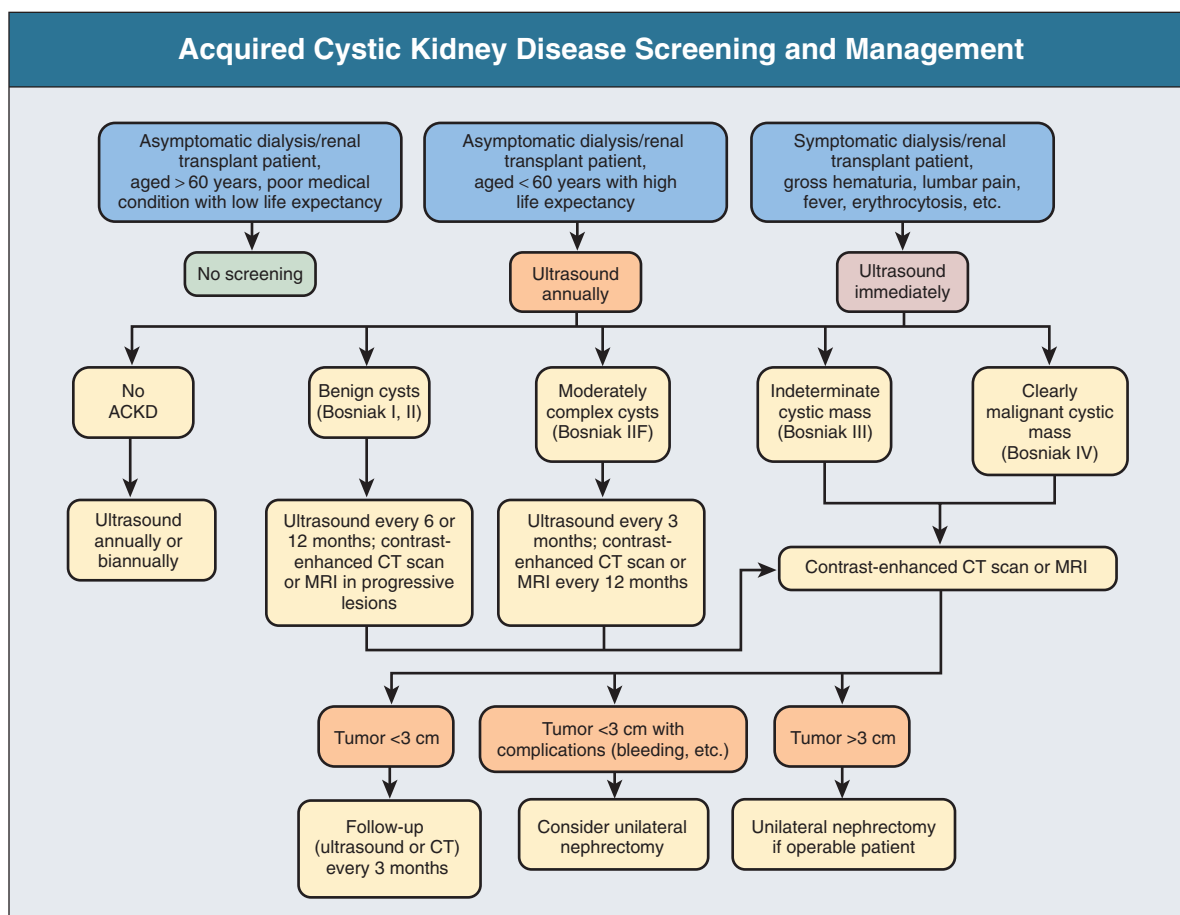 Acquired Cystic Kidney Disease Screening and Management
Asymptomatic dialysis/renal
transplant patient,
aged > 60 years, poor medical
condition with low life expectancy
Asymptomatic dialysis/renal
transplant patient,
aged < 60 years with high
life expectancy
Symptomatic dialysis/renal
transplant patient,
gross hematuria, lumbar pain,
fever, erythrocytosis, etc.
No screening
Ultrasound
annually
Ultrasound
immediately
No
ACKD
Benign cysts
(Bosniak I, II)
Moderately
complex cysts
(Bosniak IIF)
Indeterminate
cystic mass
(Bosniak III)
Clearly
malignant cystic
mass
(Bosniak IV)
Ultrasound
annually or
biannually
Ultrasound every 6 or
12 months; contrast-
enhanced CT scan
or MRI in progressive
lesions
Ultrasound every 3
months; contrast-
enhanced CT scan or
MRI every 12 months
Contrast-enhanced CT scan or MRI
Tumor <3 cm
Tumor <3 cm with
complications (bleeding, etc.)
Tumor >3 cm
Follow-up
(ultrasound or CT)
every 3 months
Consider unilateral
nephrectomy
Unilateral nephrectomy
if operable patient